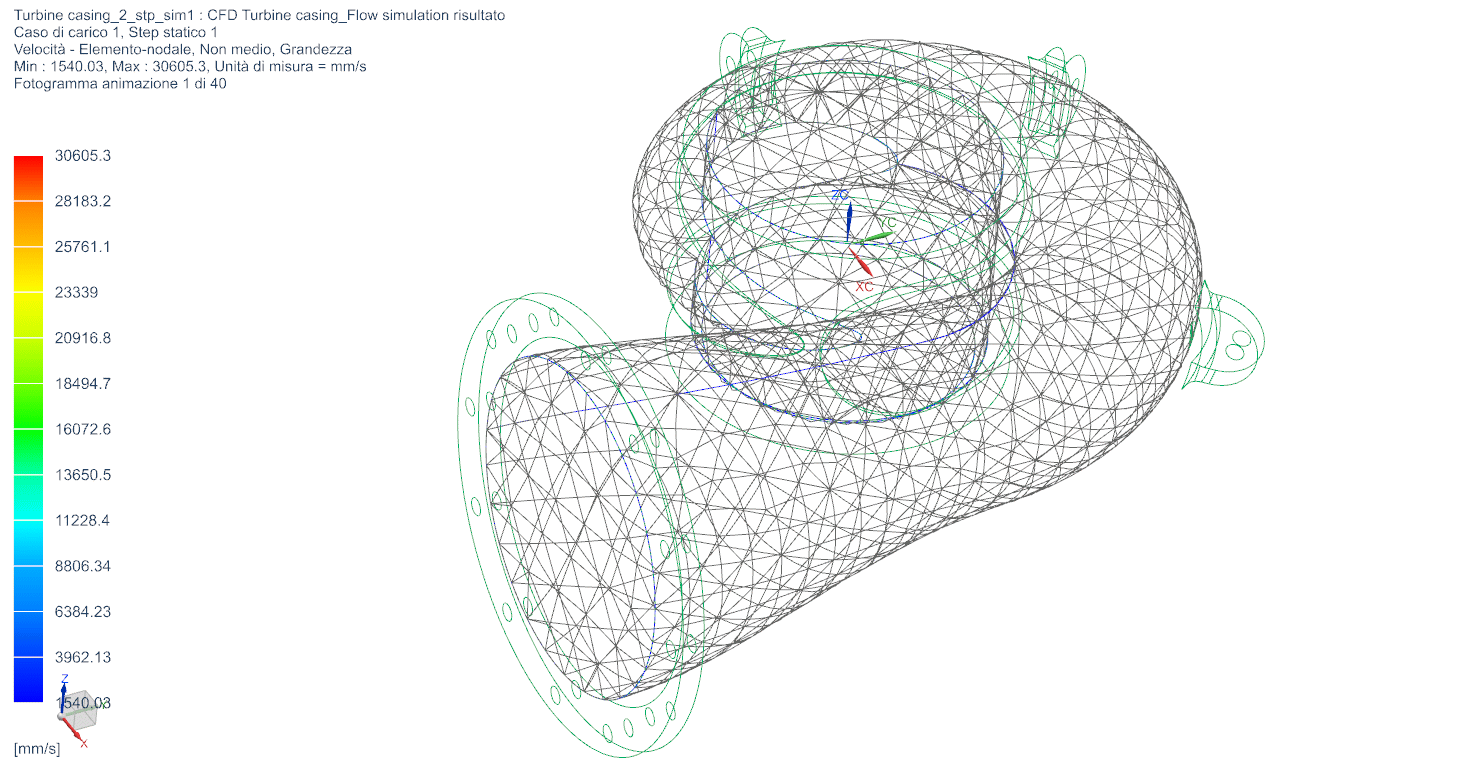 Turbine casing_2_stp_sim1 : CFD Turbine casing_Flow simulation risultato
Caso di carico 1, Step statico 1
Velocità - Elemento-nodale, Non medio, Grandezza
Min : 1540.03, Max : 30605.3, Unità di misura = mm/s
Fotogramma animazione 1 di 40
30605.3
28183.2
25761.1
23339
20916.8
18494.7
16072.6
13650.5
11228.4
8806.34
6384.23
3962.13
1540.03
[mm/s]
Z
X
ZC
YC
XC